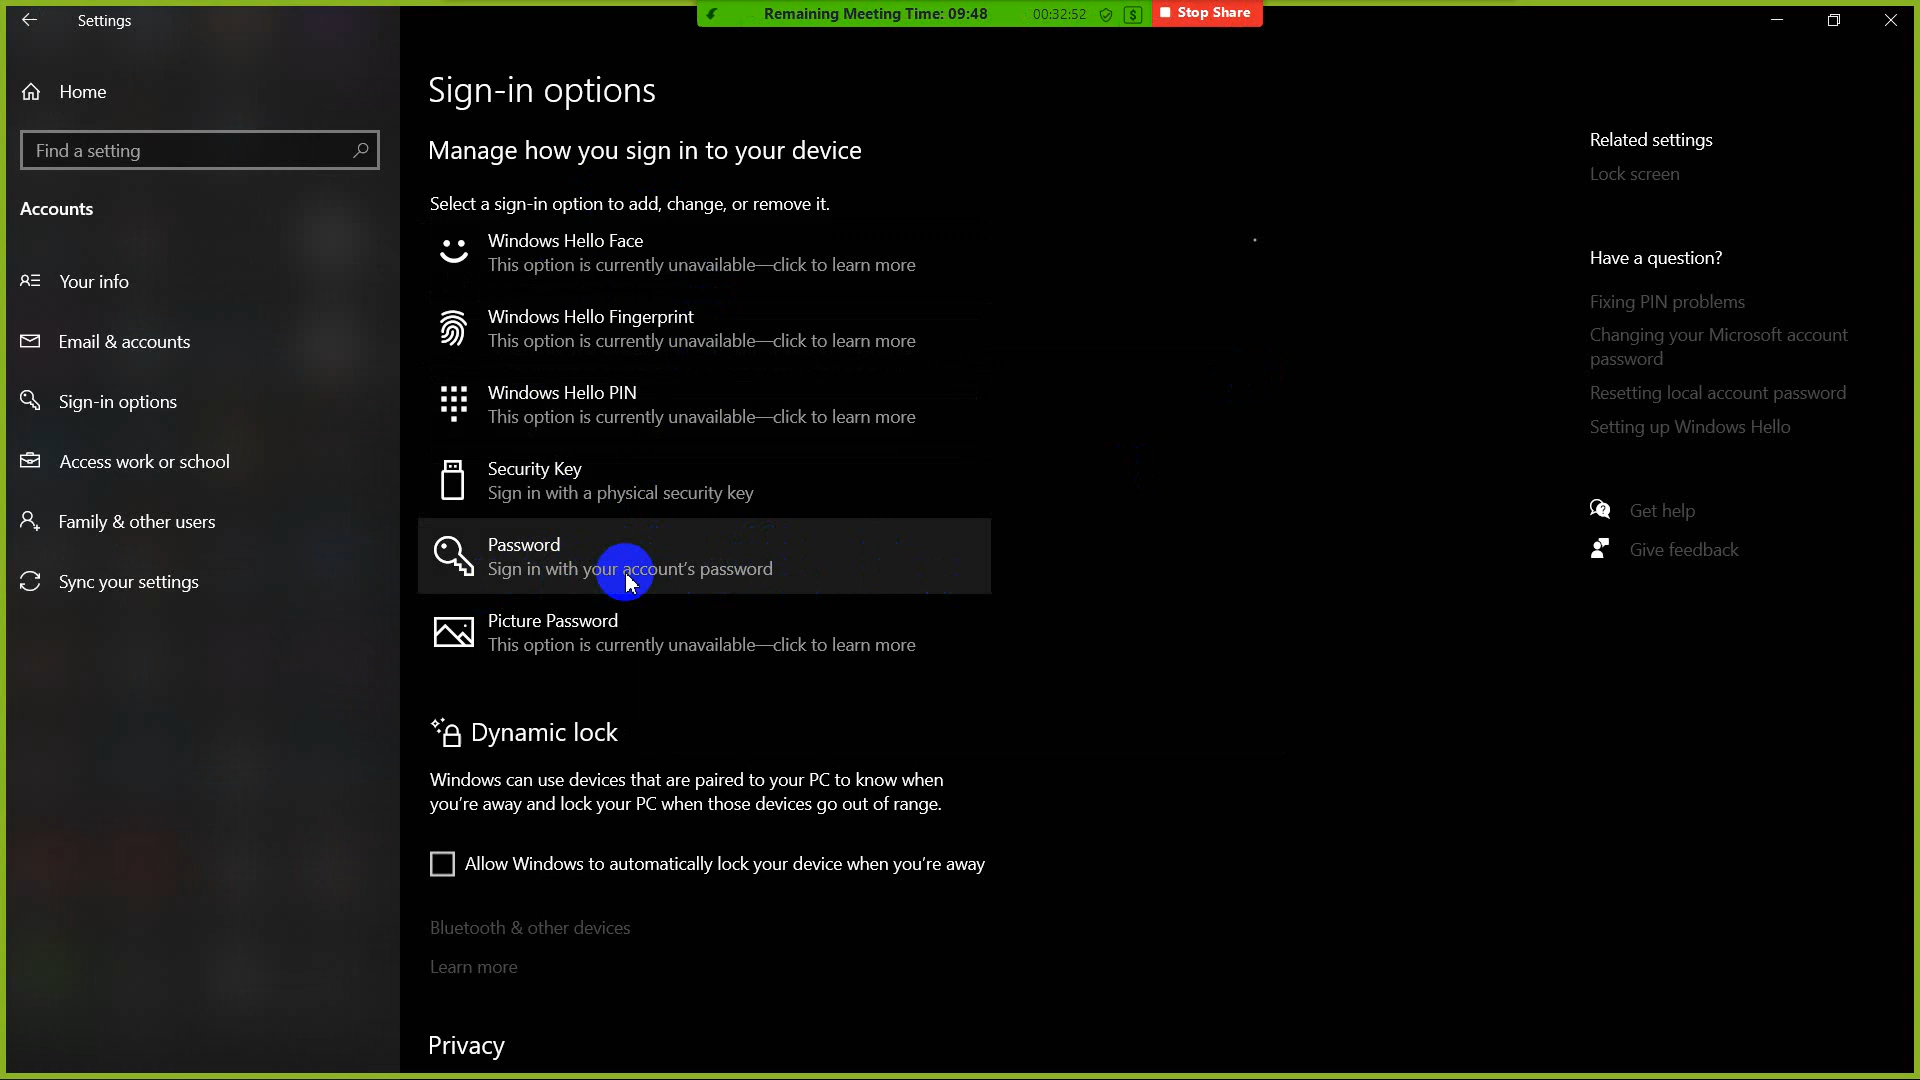 Settings
Remaining Meeting Time: 09:48
00:32:52
$
Stop Share
Home
Find a setting
Accounts
Your info
Email & accounts
Sign-in options
Access work or school
Family & other users
Sync your settings
Sign-in options
Manage how you sign in to your device
Select a sign-in option to add, change, or remove it.
Windows Hello Face
This option is currently unavailable—click to learn more
Windows Hello Fingerprint
This option is currently unavailable—click to learn more
Windows Hello PIN
This option is currently unavailable—click to learn more
Security Key
Sign in with a physical security key
Password
Sign in with your account's password
Picture Password
This option is currently unavailable—click to learn more
Dynamic lock
Windows can use devices that are paired to your PC to know when
you're away and lock your PC when those devices go out of range.
Allow Windows to automatically lock your device when you're away
Bluetooth & other devices
Learn more
Privacy
Related settings
Lock screen
Have a question?
Fixing PIN problems
Changing your Microsoft account
password
Resetting local account password
Setting up Windows Hello
Get help
Give feedback